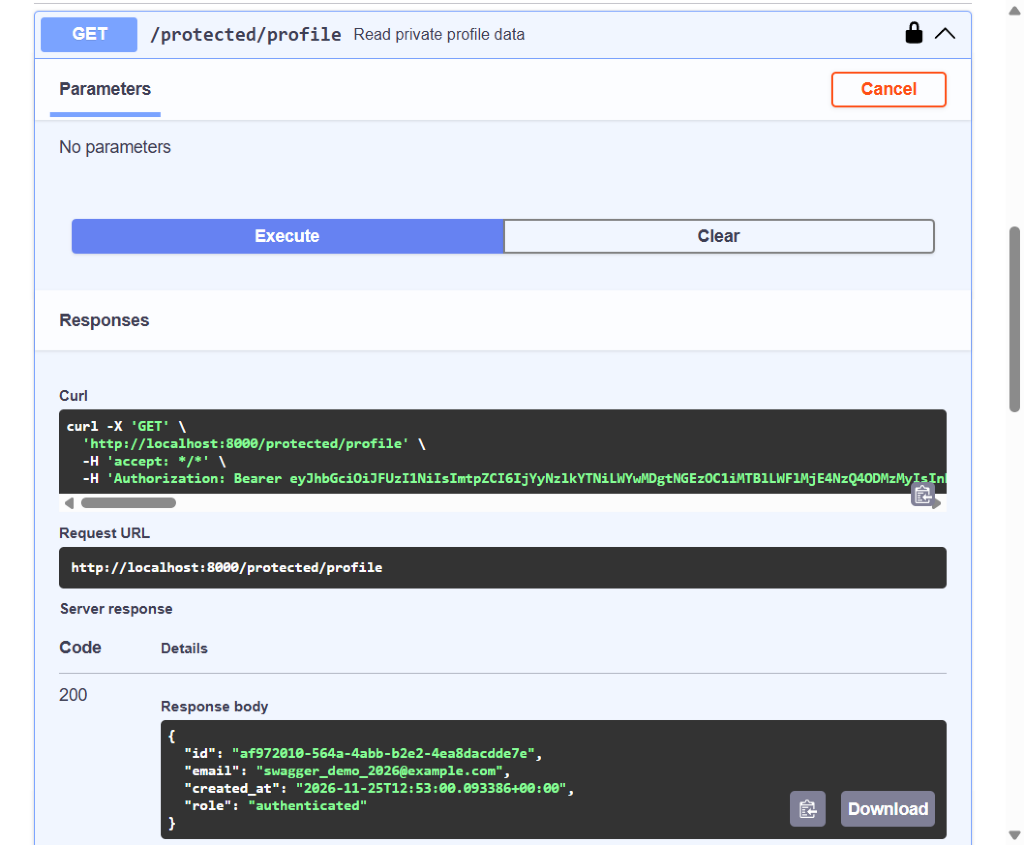 GET /protected/profile Read private profile data
Parameters
Cancel
No parameters
Execute
Clear
Responses
Curl
curl -X 'GET' \
  'http://localhost:8000/protected/profile' \
  -H 'accept: */*' \
  -H 'Authorization: Bearer eyJhbGciOiJFUzI1NiIsImtpZCI6IjYyNzlkYTNiLWYwMDgtNGEzOC1iMTBlLWFlMjE4NzQ4ODMzMyIsInR
Request URL
http://localhost:8000/protected/profile
Server response
Code Details
200
Response body
{
  "id": "af972010-564a-4abb-b2e2-4ea8dacdde7e",
  "email": "swagger_demo_2026@example.com",
  "created_at": "2026-11-25T12:53:00.093386+00:00",
  "role": "authenticated"
}
Download